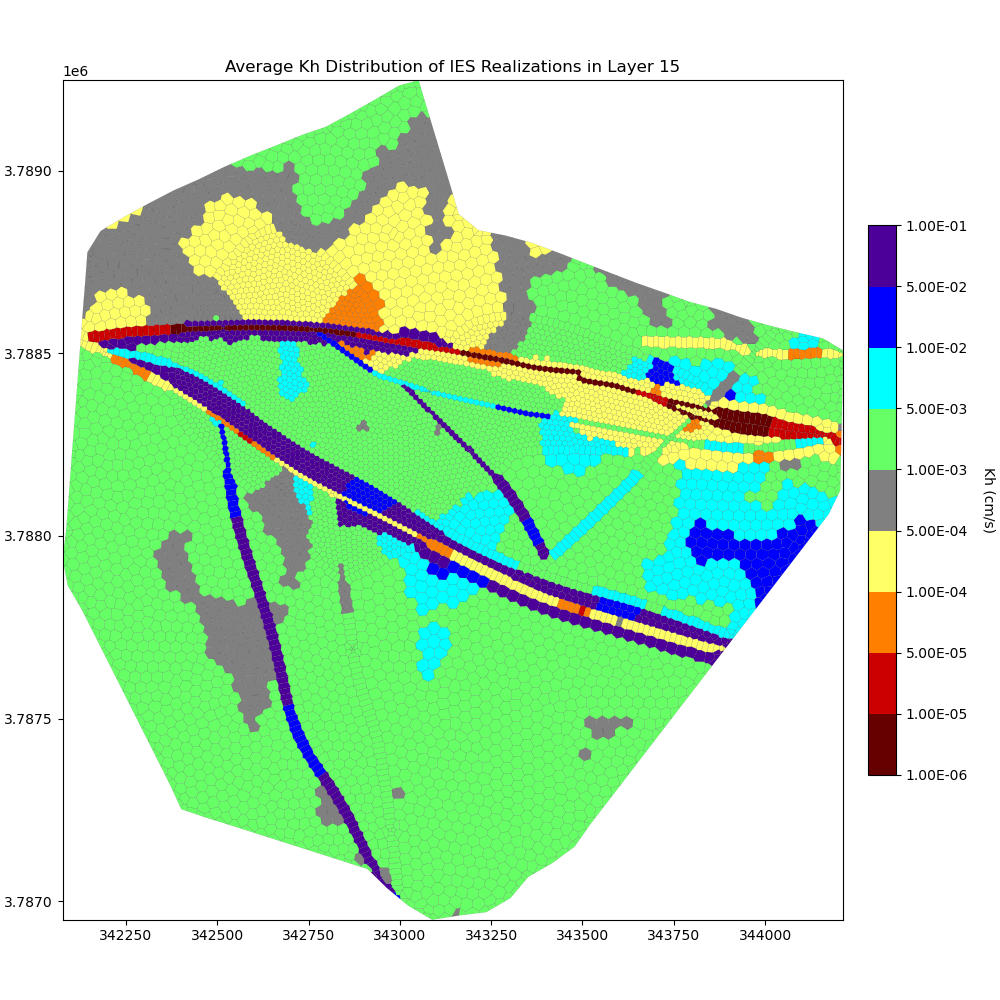 Average Kh Distribution of IES Realizations in Layer 15
1e6
3.7890
3.7885
3.7880
3.7875
3.7870
342250 342500 342750 343000 343250 343500 343750 344000
1.00E-01
5.00E-02
1.00E-02
5.00E-03
1.00E-03
5.00E-04
1.00E-04
5.00E-05
1.00E-05
1.00E-06
Kh (cm/s)